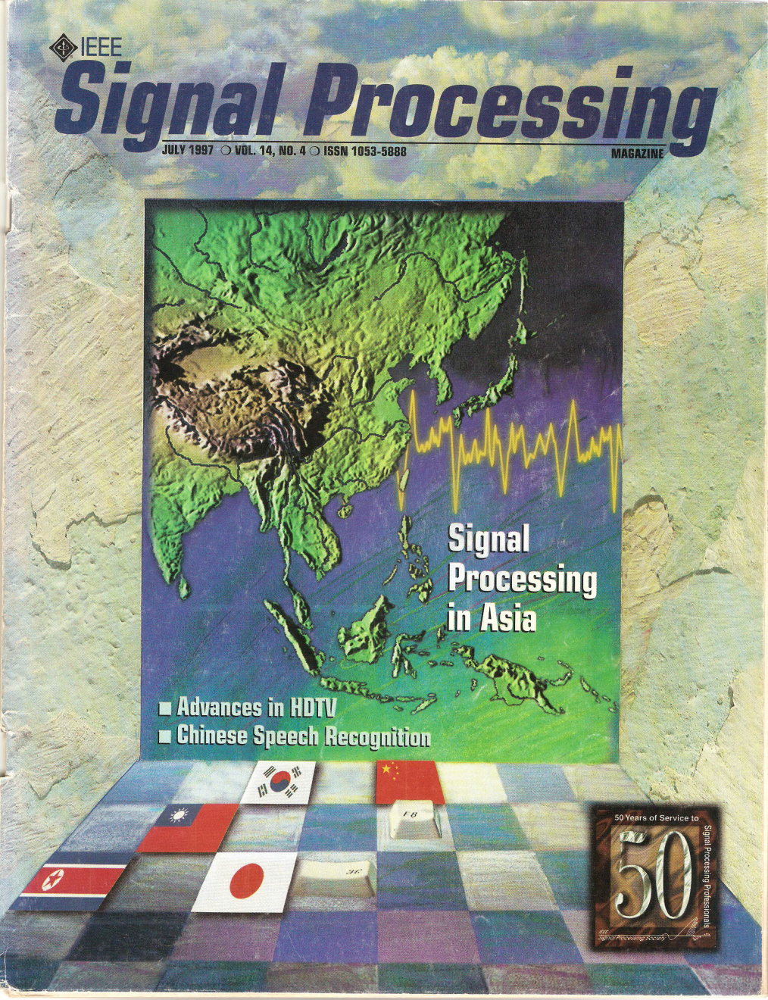 IEEE
Signal Processing
JULY 1997 ❍ VOL. 14, NO. 4 ❍ ISSN 1053-5888
MAGAZINE
Signal
Processing
in Asia
■ Advances in HDTV
■ Chinese Speech Recognition
F8
50 Years of Service to
Signal Processing Professionals
50
IEEE
Signal Processing Society